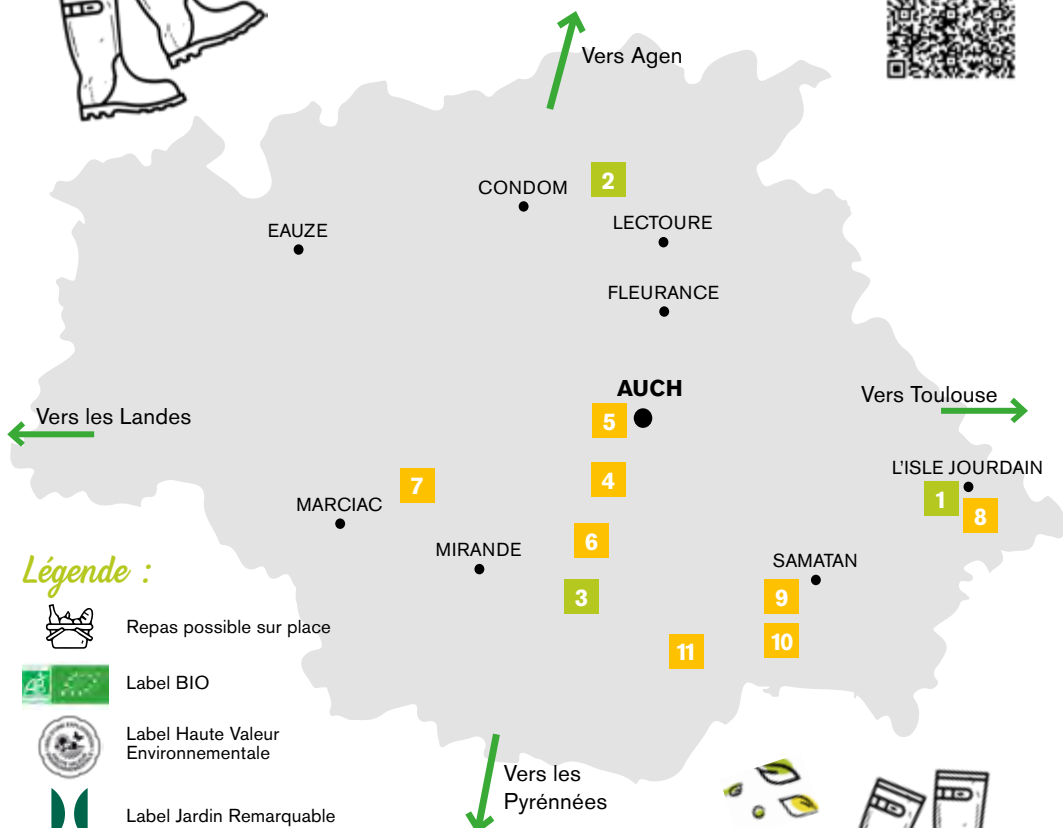 Vers Agen
CONDOM
2
LECTOURE
EAUZE
FLEURANCE
AUCH
5
Vers Toulouse
Vers les Landes
L'ISLE JOURDAIN
4
7
1
8
MARCIAC
6
MIRANDE
SAMATAN
3
9
10
11
Légende :
Repas possible sur place
Label BIO
Label Haute Valeur
Environnementale
Label Jardin Remarquable
Vers les
Pyrénnées